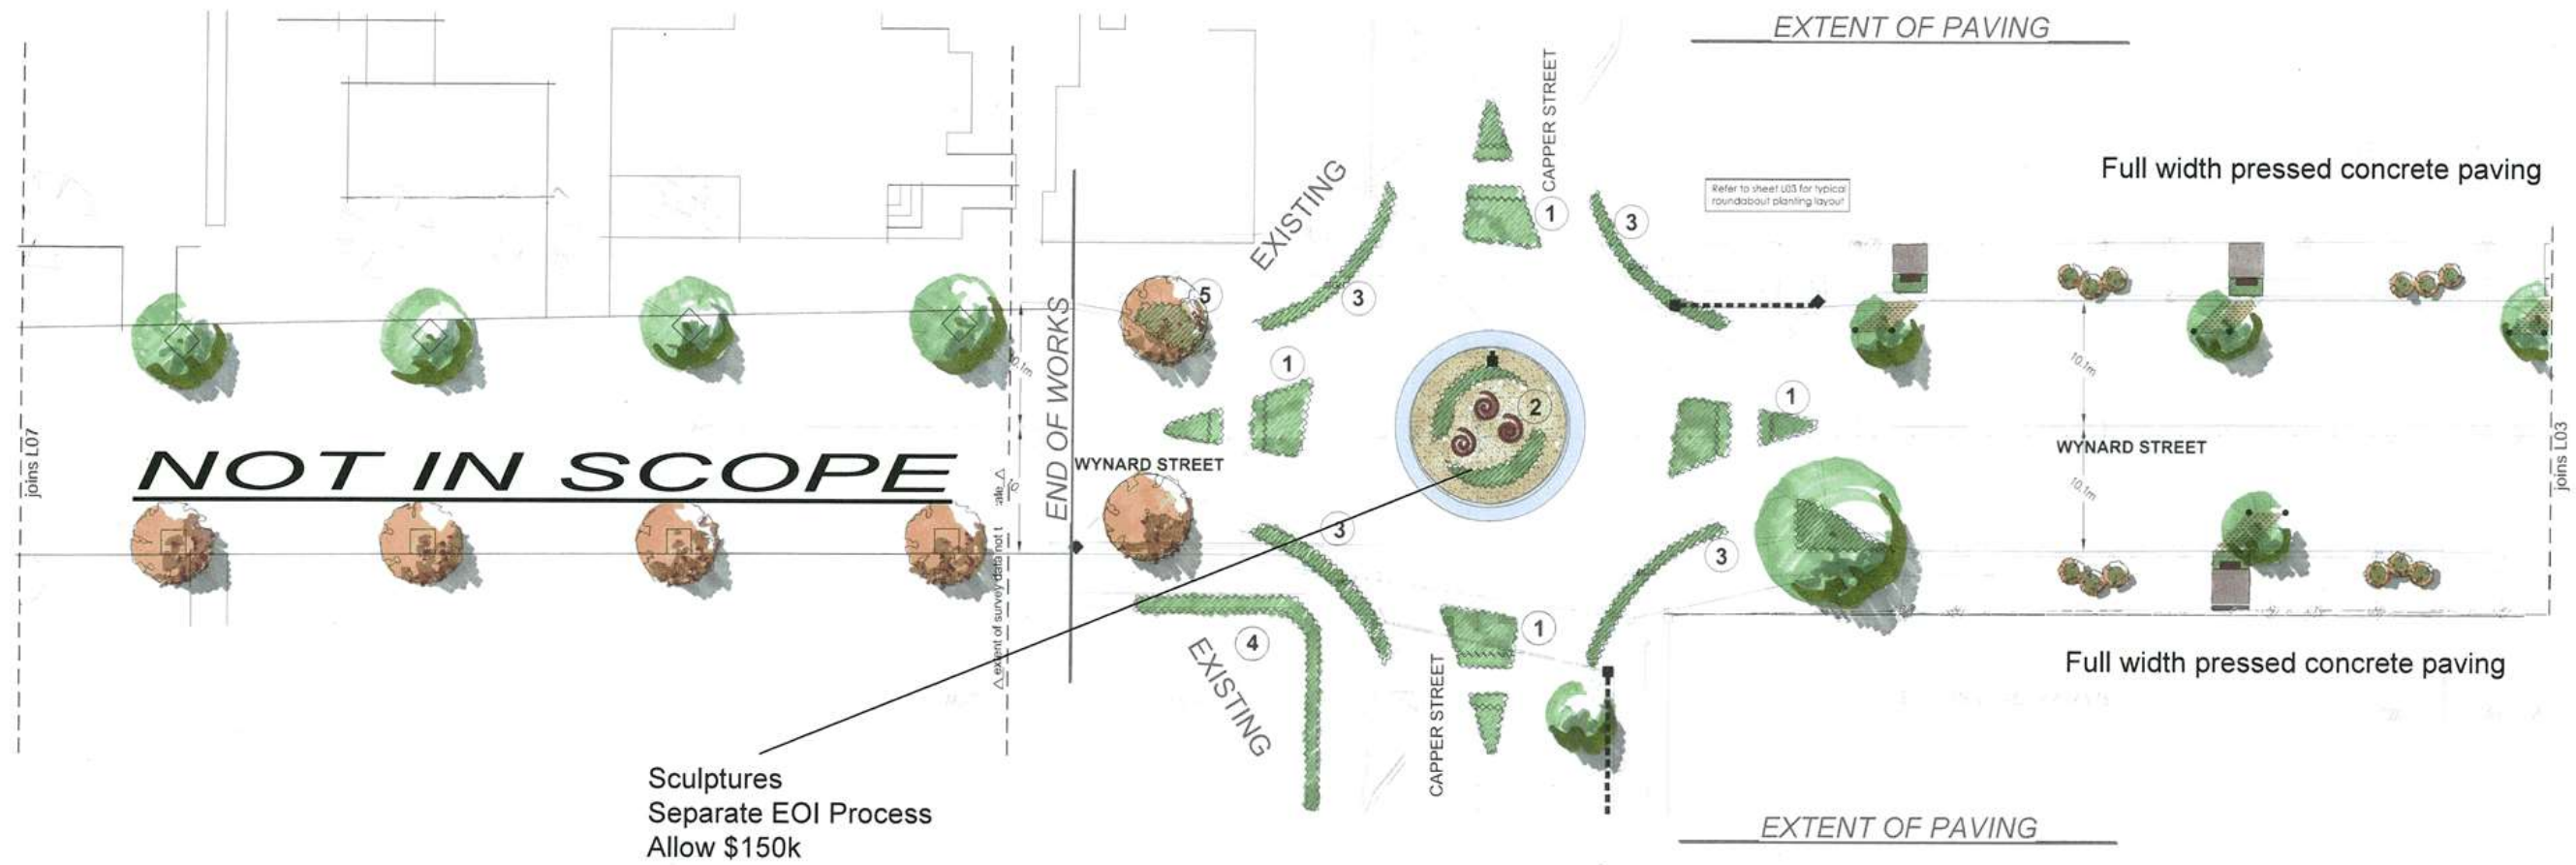 EXTENT OF PAVING
CAPPER STREET
Full width pressed concrete paving
Refer to sheet L03 for typical
roundabout planting layout
EXISTING
1
3
5
3
1
1
2
10.1m
10.1m
END OF WORKS
WYNARD STREET
WYNARD STREET
NOT IN SCOPE
joins L07
joins L03
10.1m
3
3
4
1
EXISTING
CAPPER STREET
Full width pressed concrete paving
Sculptures
Separate EOI Process
Allow $150k
EXTENT OF PAVING